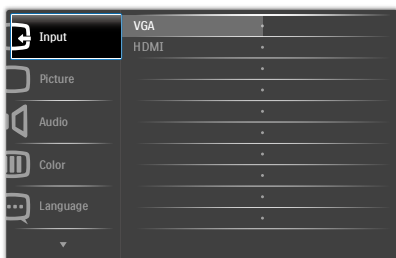 Input
VGA
HDMI
Picture
Audio
Color
Language